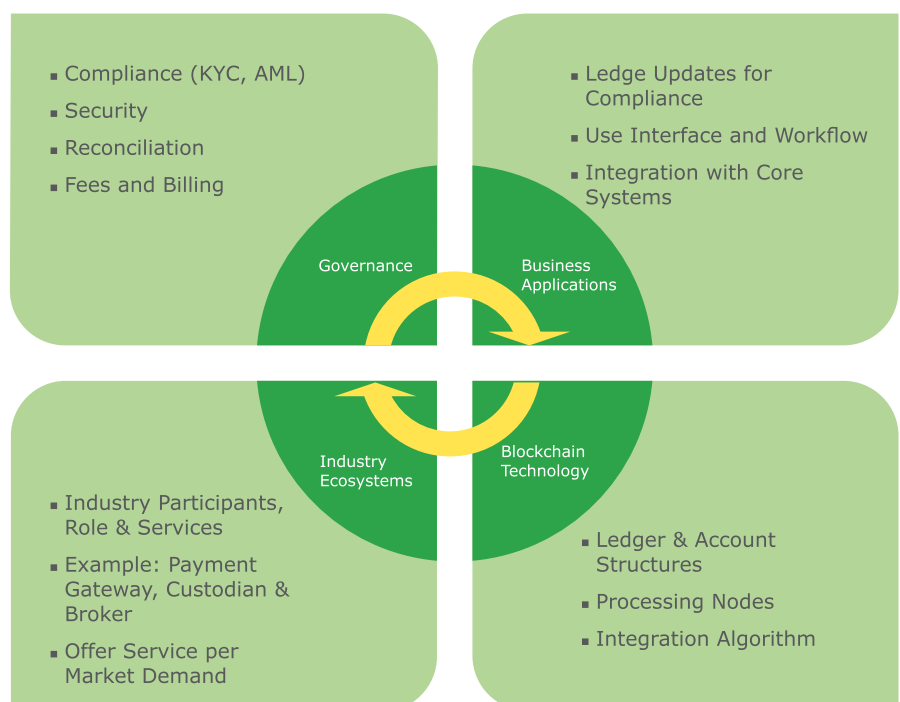 ▪ Compliance (KYC, AML)
▪ Security
▪ Reconciliation
▪ Fees and Billing
Governance
▪ Ledge Updates for
Compliance
▪ Use Interface and Workflow
▪ Integration with Core
Systems
Business
Applications
Industry
Ecosystems
▪ Industry Participants,
Role & Services
▪ Example: Payment
Gateway, Custodian &
Broker
▪ Offer Service per
Market Demand
Blockchain
Technology
▪ Ledger & Account
Structures
▪ Processing Nodes
▪ Integration Algorithm